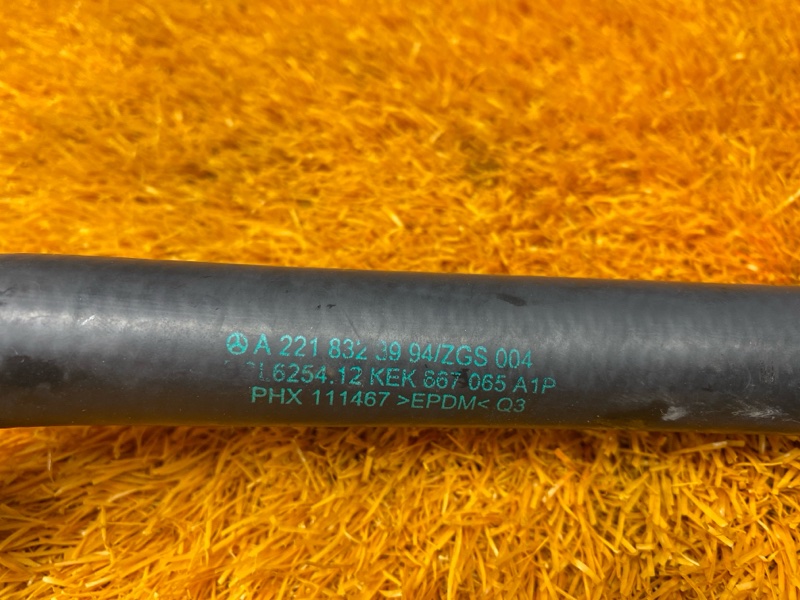 A 221 832 39 94/ZGS 004
6254.12 KEK 867 065 A1P
PHX 111467 >EPDM< Q3